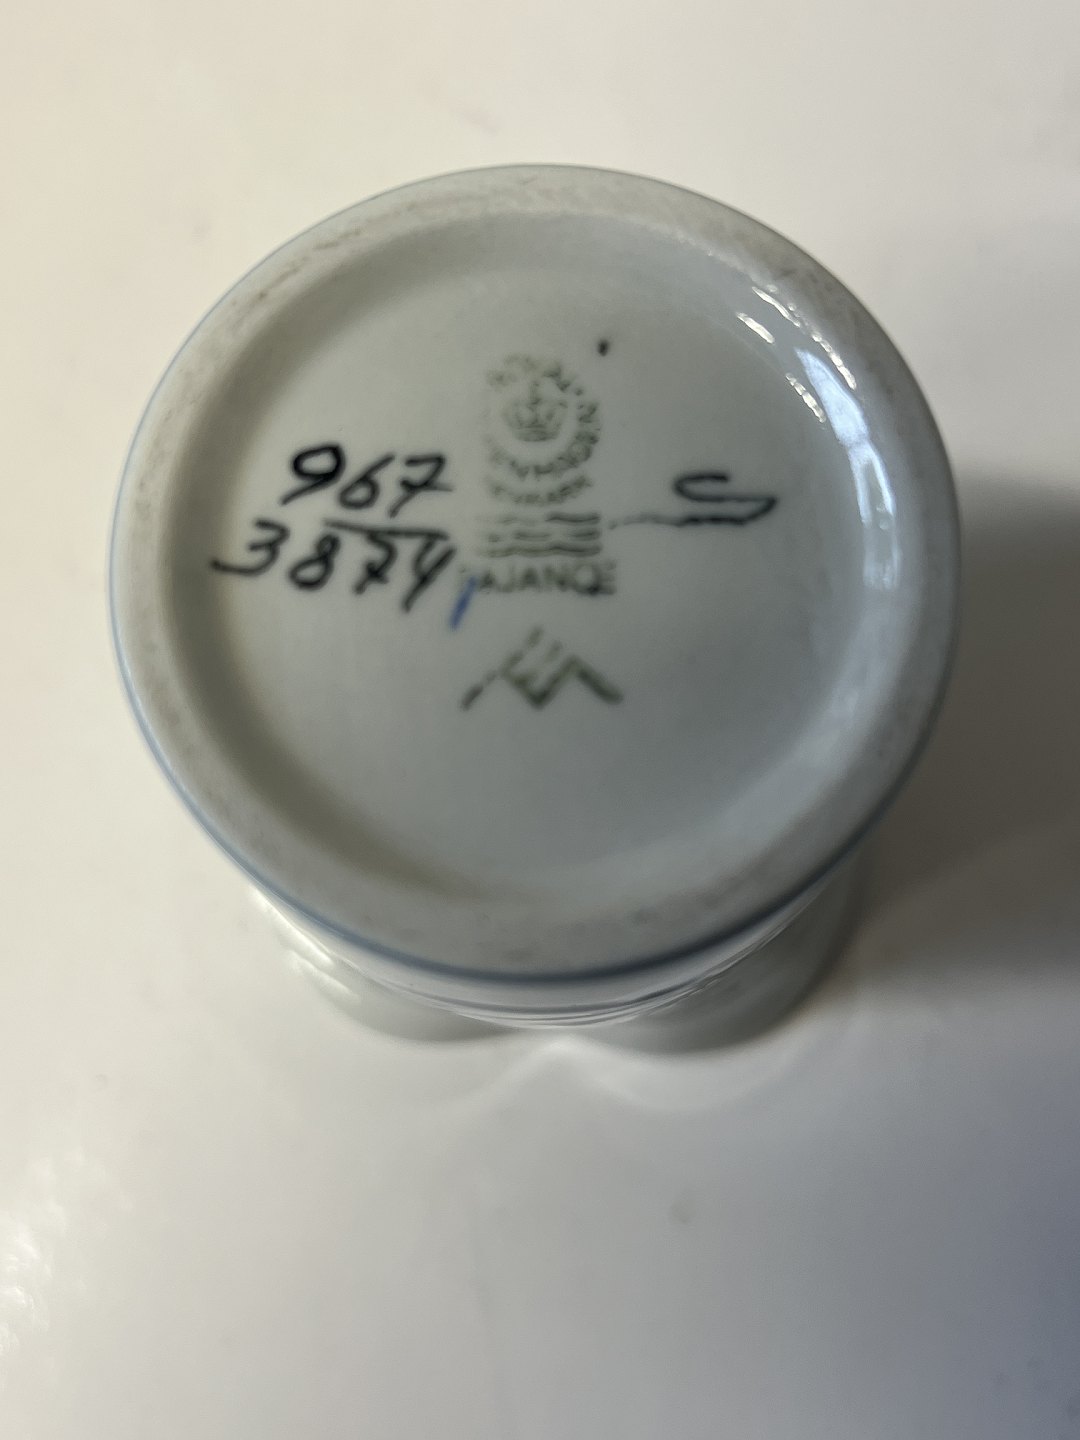 ROYAL COPENHAGEN
DENMARK
967
3874
FAJANCE